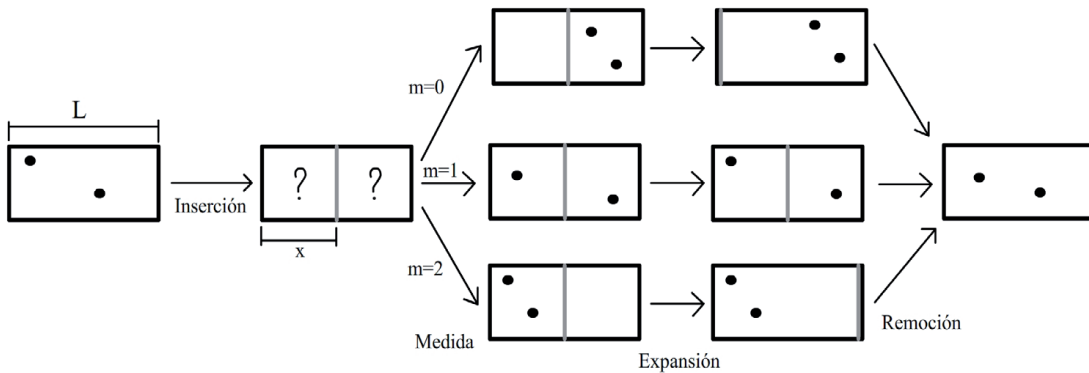 L
Inserción
? ?
x
m=0
m=1
m=2
Medida
Expansión
Remoción